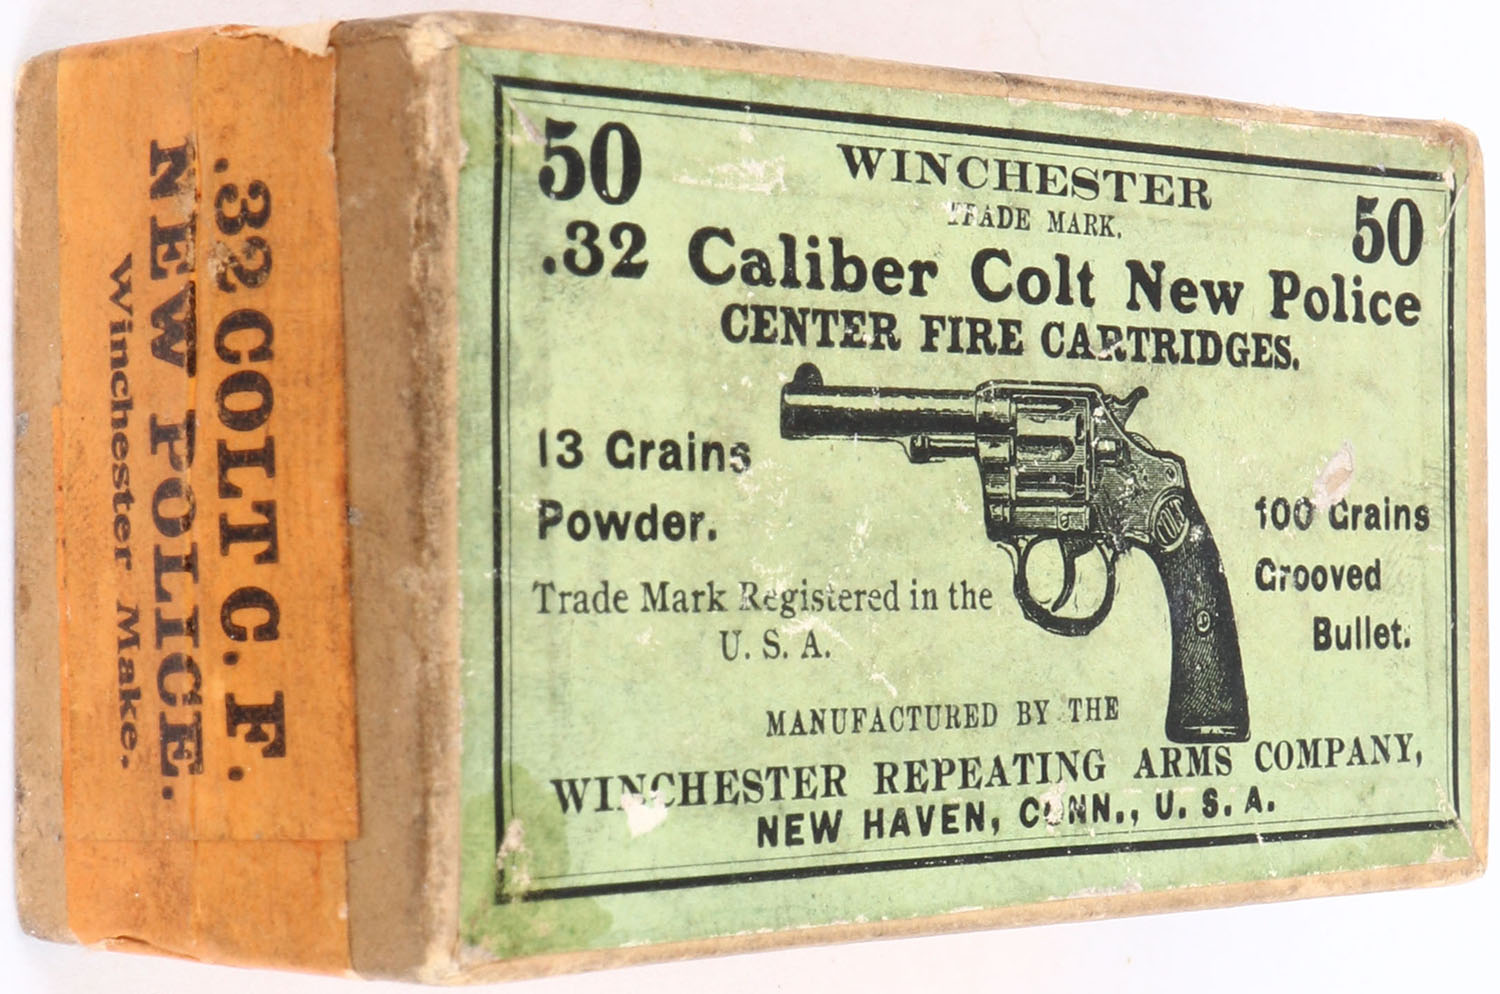 50
WINCHESTER
50
TRADE MARK.
.32 Caliber Colt New Police
CENTER FIRE CARTRIDGES.
13 Grains
Powder.
100 Grains
Grooved
Bullet.
Trade Mark Registered in the
U. S. A.
MANUFACTURED BY THE
WINCHESTER REPEATING ARMS COMPANY,
NEW HAVEN, CONN., U. S. A.
.32 COLT C. F.
NEW POLICE.
Winchester Make.